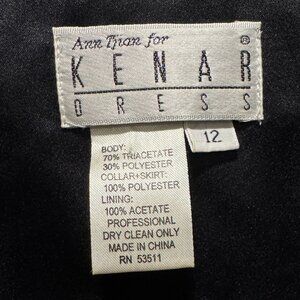 Ann Tjian for
KENAR®
DRESS
12
BODY:
70% TRIACETATE
30% POLYESTER
COLLAR+SKIRT:
100% POLYESTER
LINING:
100% ACETATE
PROFESSIONAL
DRY CLEAN ONLY
MADE IN CHINA
RN 53511